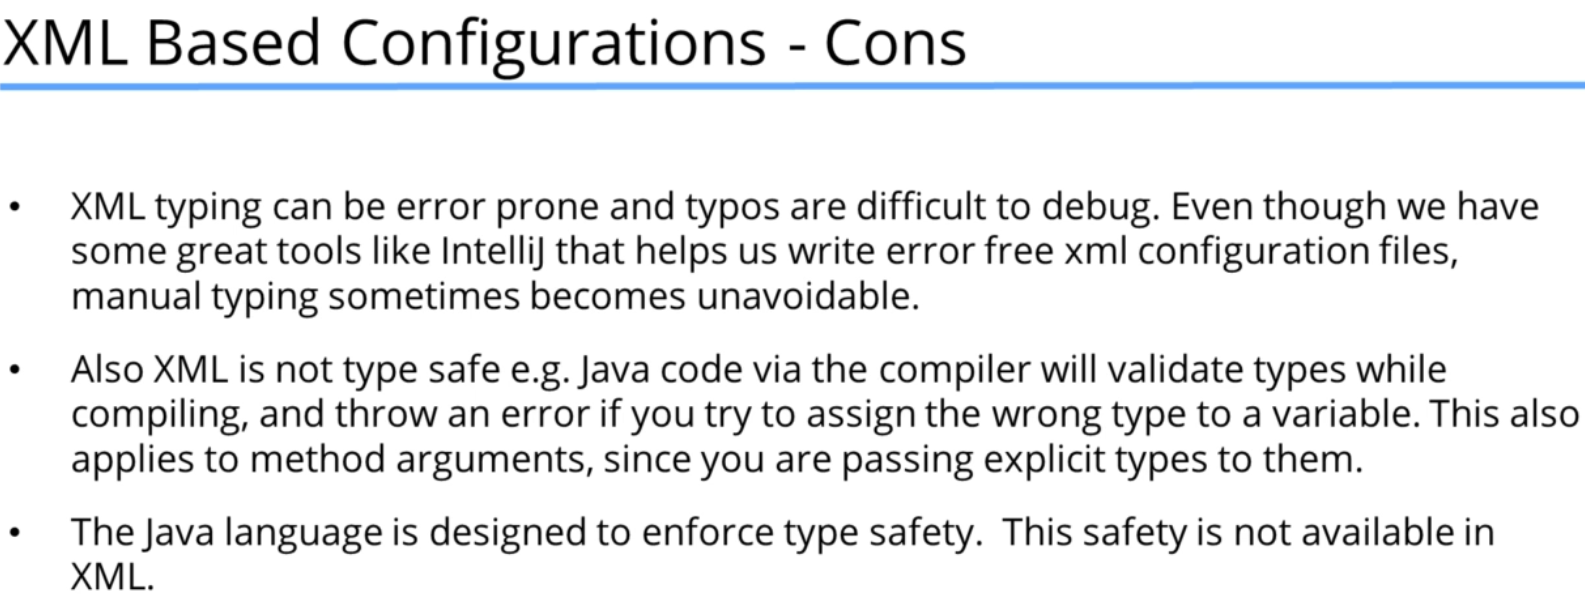 XML Based Configurations - Cons
• XML typing can be error prone and typos are difficult to debug. Even though we have
some great tools like IntelliJ that helps us write error free xml configuration files,
manual typing sometimes becomes unavoidable.
• Also XML is not type safe e.g. Java code via the compiler will validate types while
compiling, and throw an error if you try to assign the wrong type to a variable. This also
applies to method arguments, since you are passing explicit types to them.
• The Java language is designed to enforce type safety.  This safety is not available in
XML.